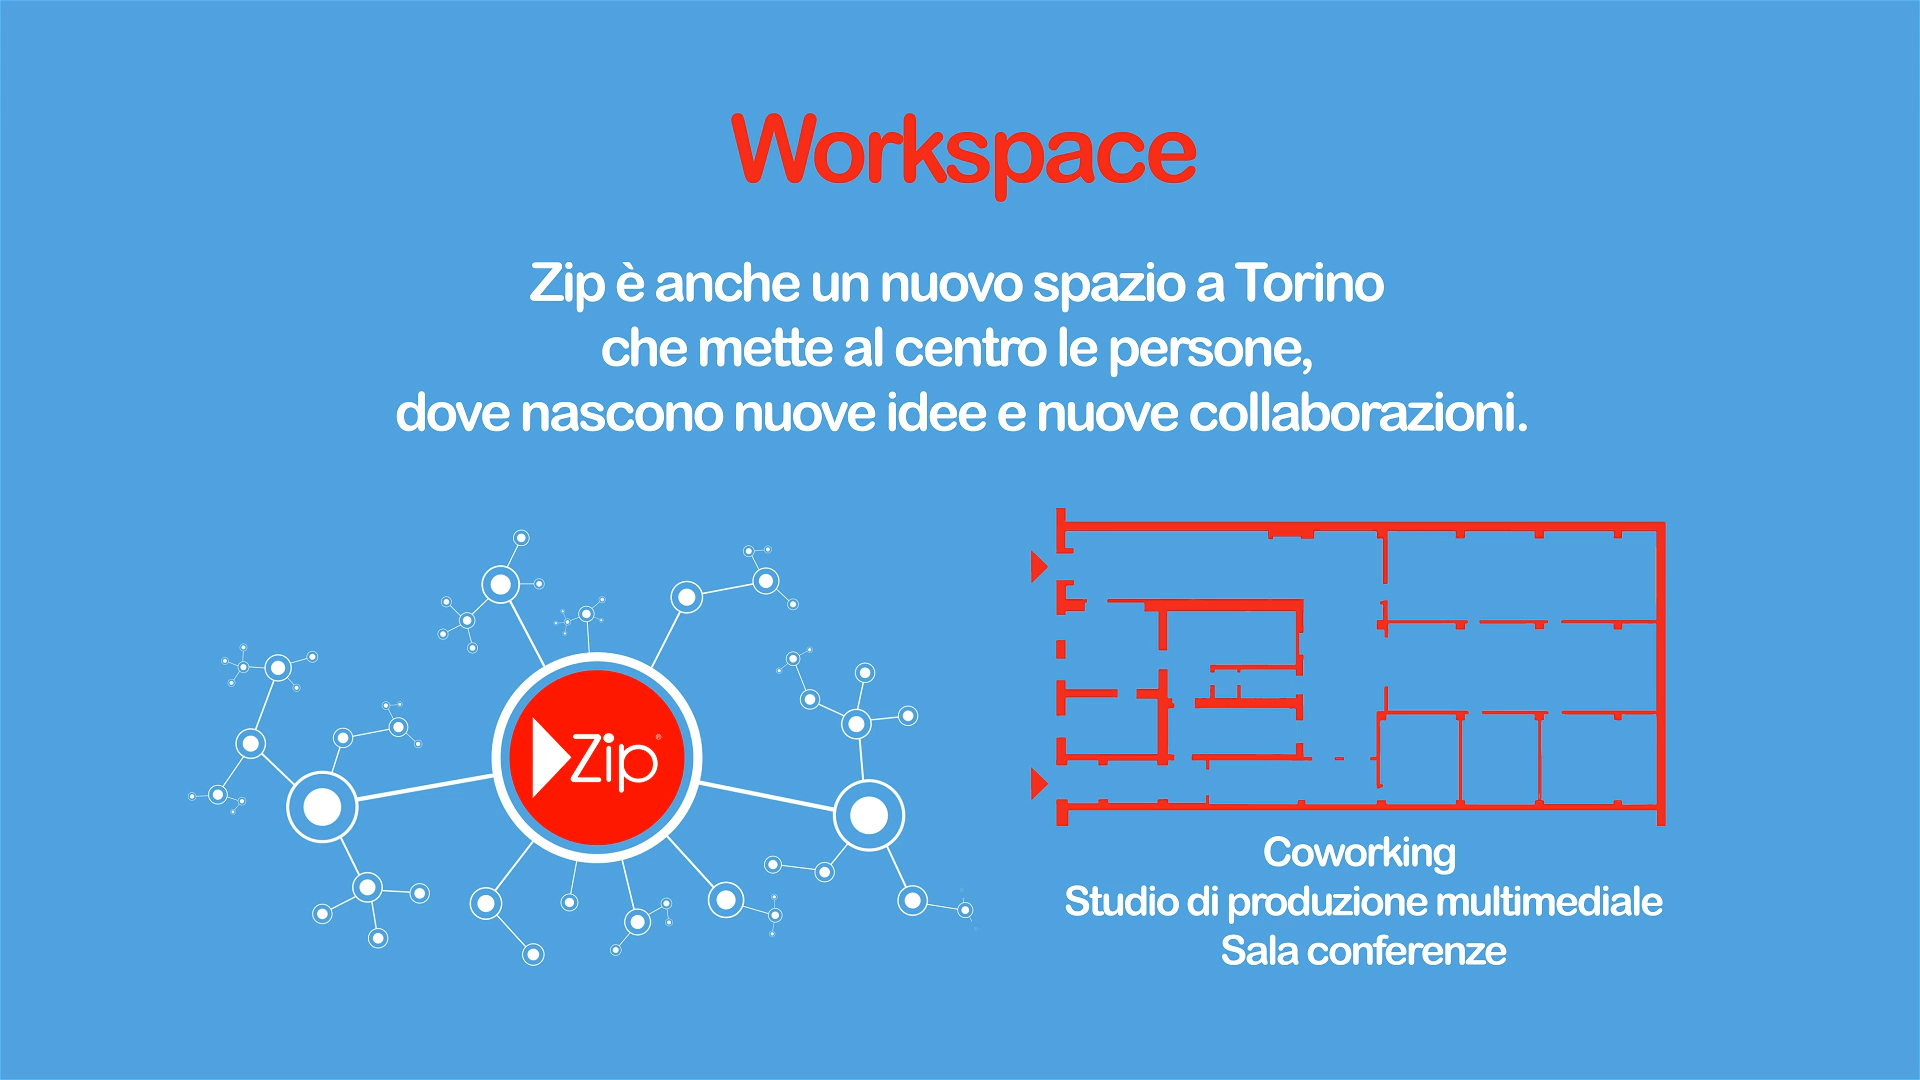 Workspace
Zip è anche un nuovo spazio a Torino
che mette al centro le persone,
dove nascono nuove idee e nuove collaborazioni.
Zip®
Coworking
Studio di produzione multimediale
Sala conferenze